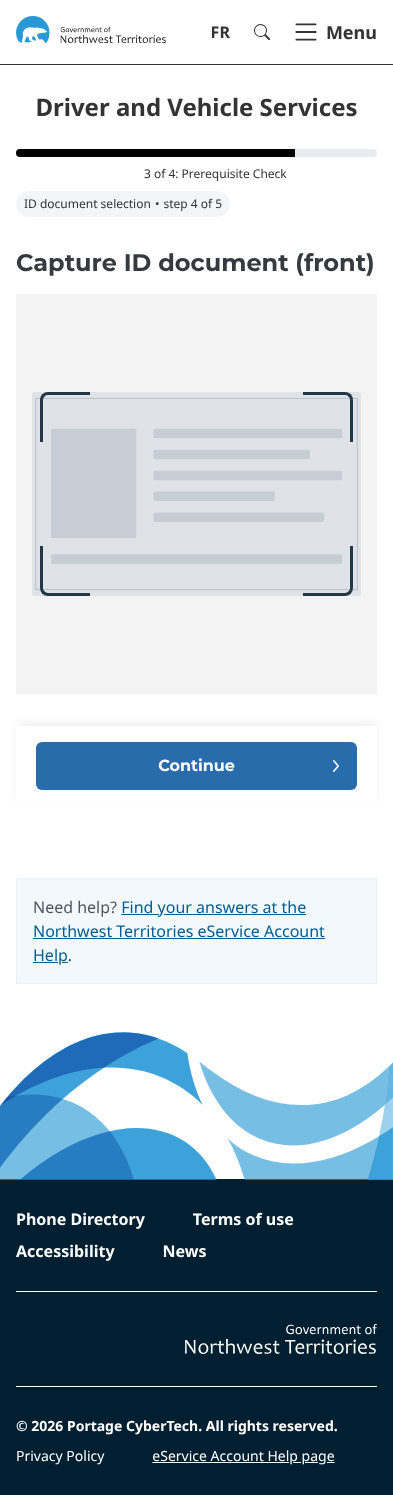 Government of
Northwest Territories
FR
Menu
Driver and Vehicle Services
3 of 4: Prerequisite Check
ID document selection • step 4 of 5
Capture ID document (front)
Continue
Need help? Find your answers at the
Northwest Territories eService Account
Help.
Phone Directory
Terms of use
Accessibility
News
Government of
Northwest Territories
© 2026 Portage CyberTech. All rights reserved.
Privacy Policy
eService Account Help page